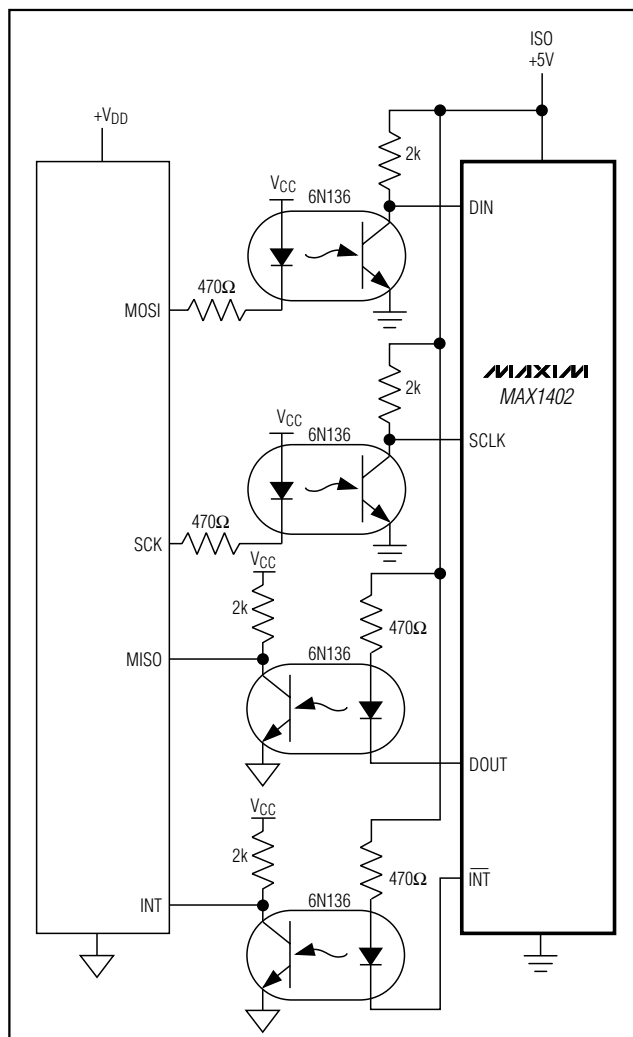 ISO
+5V
+VDD
2k
VCC
6N136
DIN
470Ω
MOSI
2k
MAXIM
MAX1402
VCC
6N136
SCLK
470Ω
SCK
VCC
2k
470Ω
6N136
MISO
DOUT
VCC
2k
470Ω
INT
6N136
INT